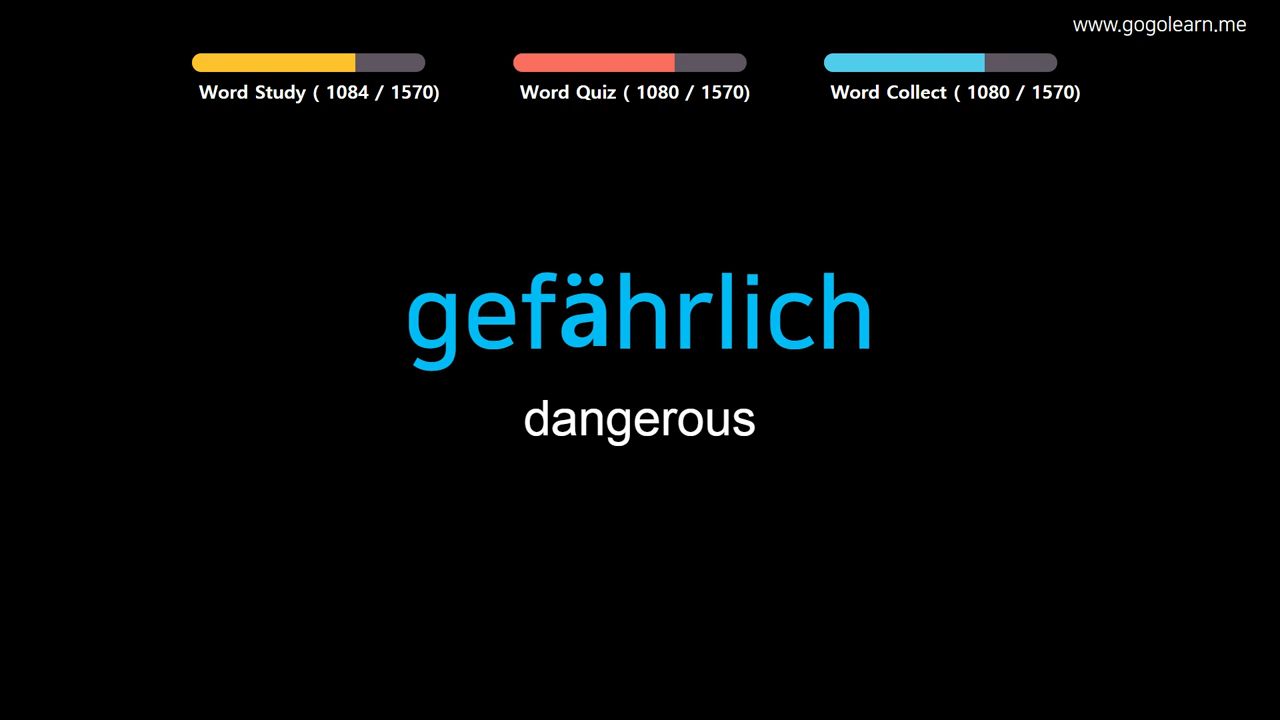 www.gogolearn.me
Word Study ( 1084 / 1570)
Word Quiz ( 1080 / 1570)
Word Collect ( 1080 / 1570)
gefährlich
dangerous